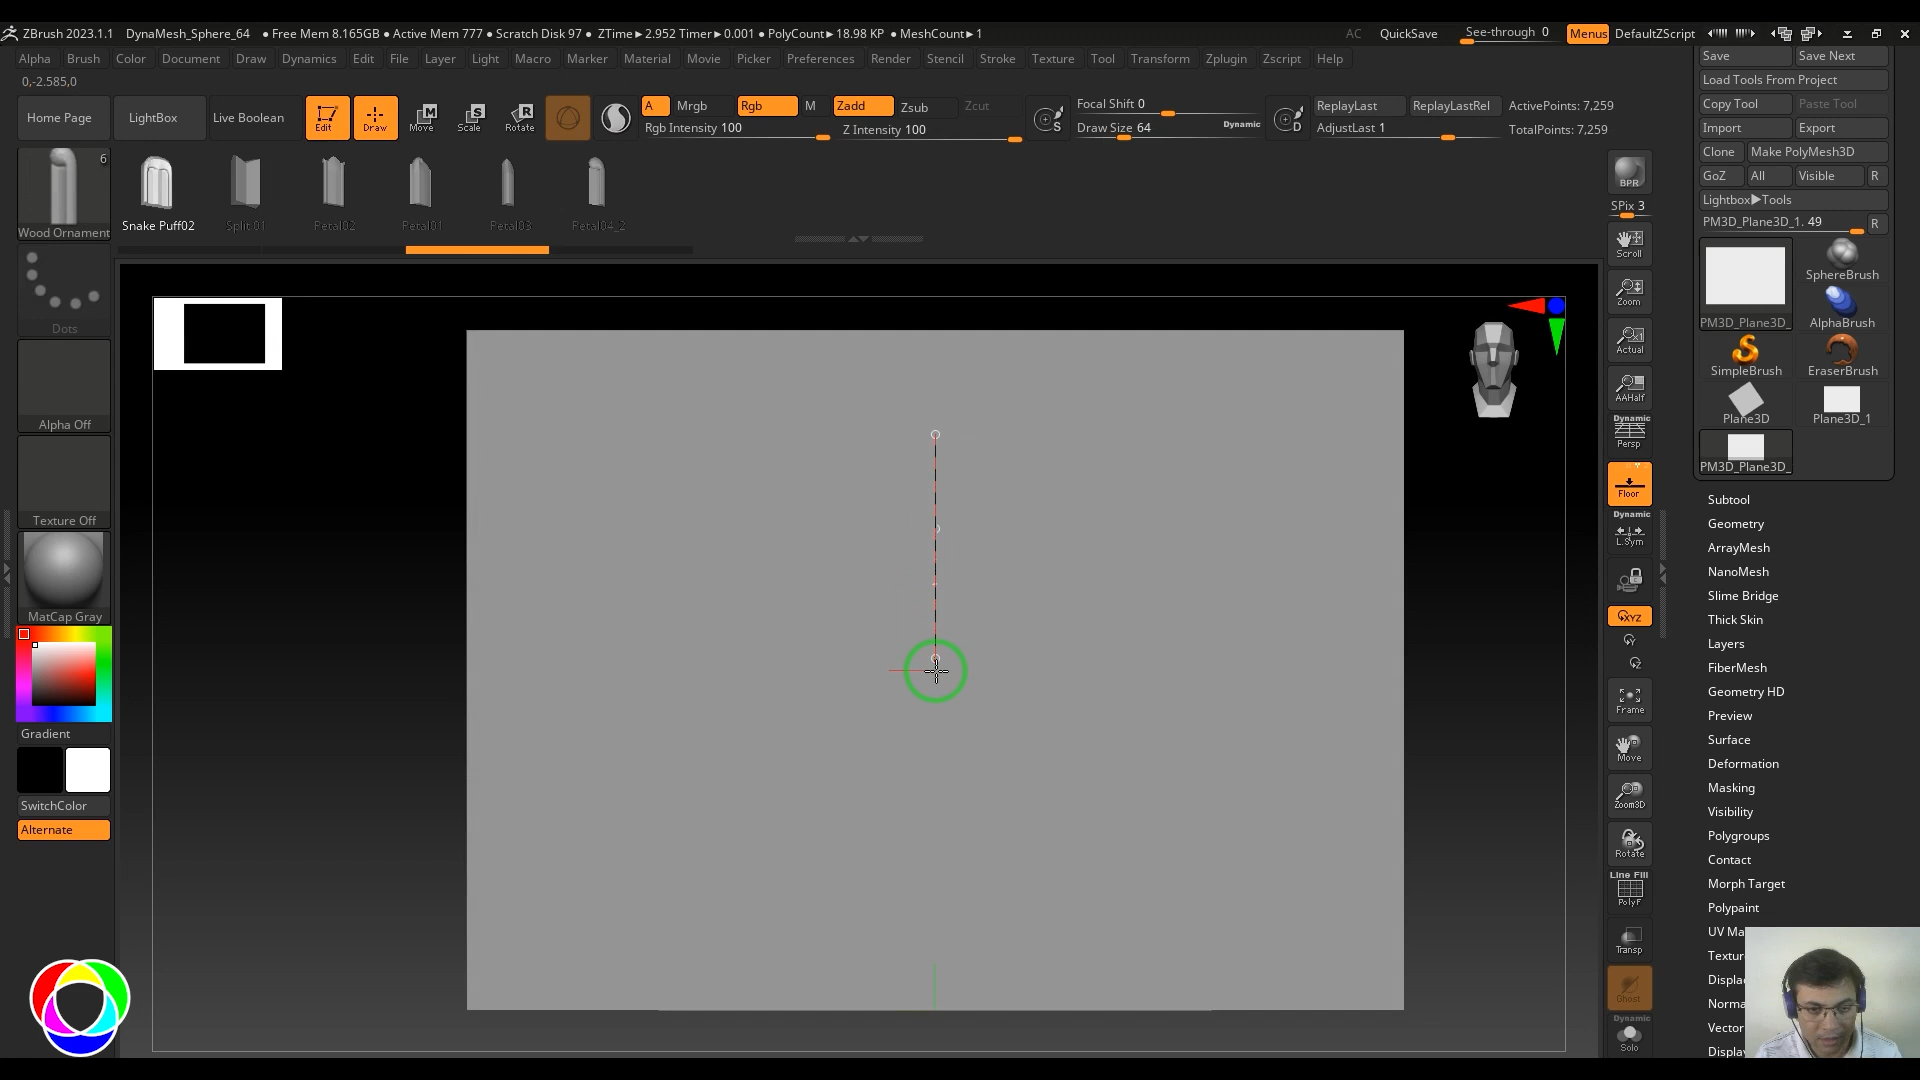 ZBrush 2023.1.1 DynaMesh_Sphere_64 ● Free Mem 8.165GB ● Active Mem 777 ● Scratch Disk 97 ● ZTime►2.952 Timer►0.001 ● PolyCount►18.98 KP ● MeshCount►1 AC QuickSave See-through 0 Menus DefaultZScript
Alpha Brush Color Document Draw Dynamics Edit File Layer Light Macro Marker Material Movie Picker Preferences Render Stencil Stroke Texture Tool Transform Zplugin Zscript Help
0,-2.585,0
Home Page LightBox Live Boolean Edit Draw Move Scale Rotate
A Mrgb Rgb M Zadd Zsub Zcut
Rgb Intensity 100 Z Intensity 100
S Focal Shift 0
Draw Size 64 Dynamic
D ReplayLast ReplayLastRel ActivePoints: 7,259
AdjustLast 1 TotalPoints: 7,259
6
Wood Ornament
Snake Puff02 Split 01 Petal02 Petal01 Petal03 Petal04_2
Dots
Alpha Off
Texture Off
MatCap Gray
Gradient
SwitchColor
Alternate
BPR
SPix 3
Scroll
Zoom
Actual
AAHalf
Dynamic
Persp
Floor
Dynamic
L.Sym
XYZ
Y
Z
Frame
Move
Zoom3D
Rotate
Line Fill
PolyF
Transp
Ghost
Dynamic
Solo
Save Save Next
Load Tools From Project
Copy Tool Paste Tool
Import Export
Clone Make PolyMesh3D
GoZ All Visible R
Lightbox►Tools
PM3D_Plane3D_1. 49 R
PM3D_Plane3D_ SphereBrush
AlphaBrush
SimpleBrush EraserBrush
Plane3D Plane3D_1
PM3D_Plane3D_
Subtool
Geometry
ArrayMesh
NanoMesh
Slime Bridge
Thick Skin
Layers
FiberMesh
Geometry HD
Preview
Surface
Deformation
Masking
Visibility
Polygroups
Contact
Morph Target
Polypaint
UV Ma
Texture
Displa
Norma
Vector
Displa